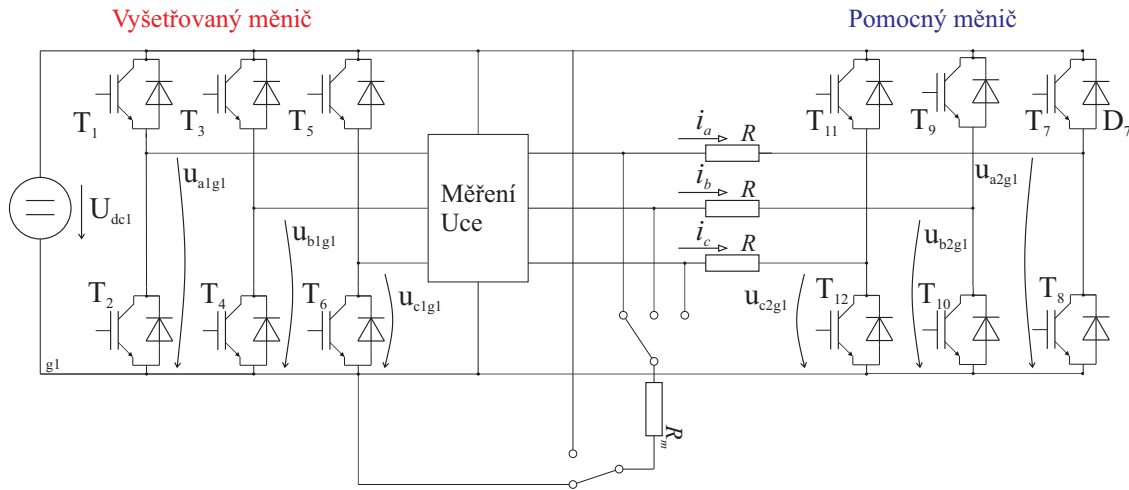 Vyšetřovaný měnič
Pomocný měnič
T1
T3
T5
T11
T9
T7
D7
ia
R
ib
R
ic
R
ua1g1
ub1g1
uc1g1
Udc1
Měření
Uce
ua2g1
ub2g1
uc2g1
T2
T4
T6
T12
T10
T8
g1
Rm